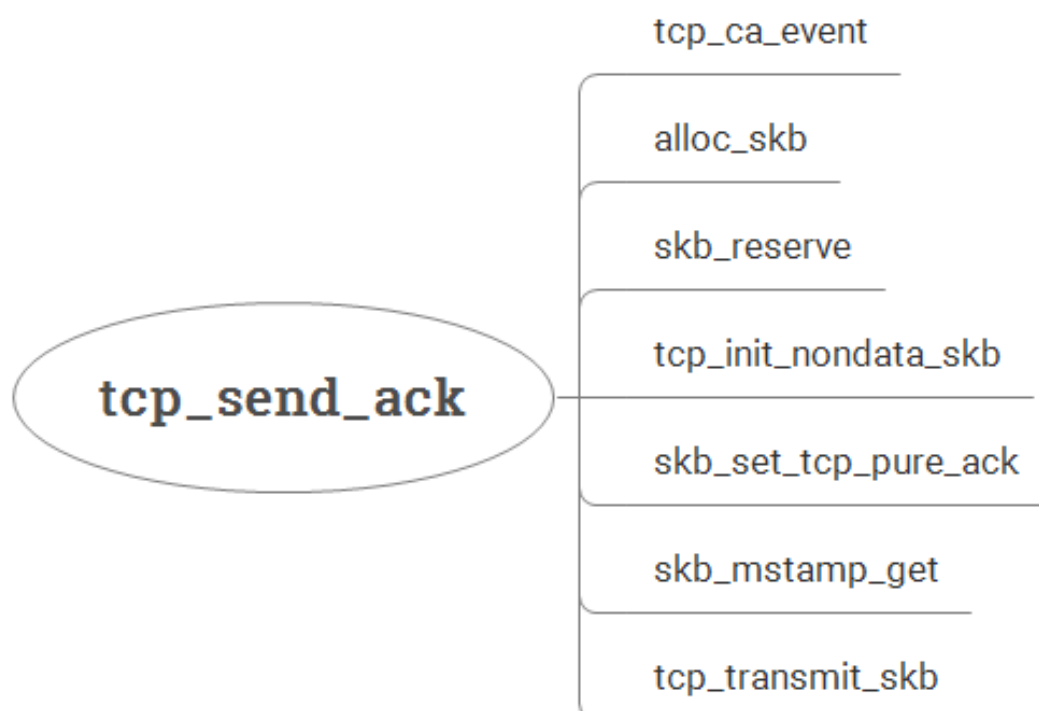 tcp_ca_event
alloc_skb
skb_reserve
tcp_send_ack
tcp_init_nondata_skb
skb_set_tcp_pure_ack
skb_mstamp_get
tcp_transmit_skb